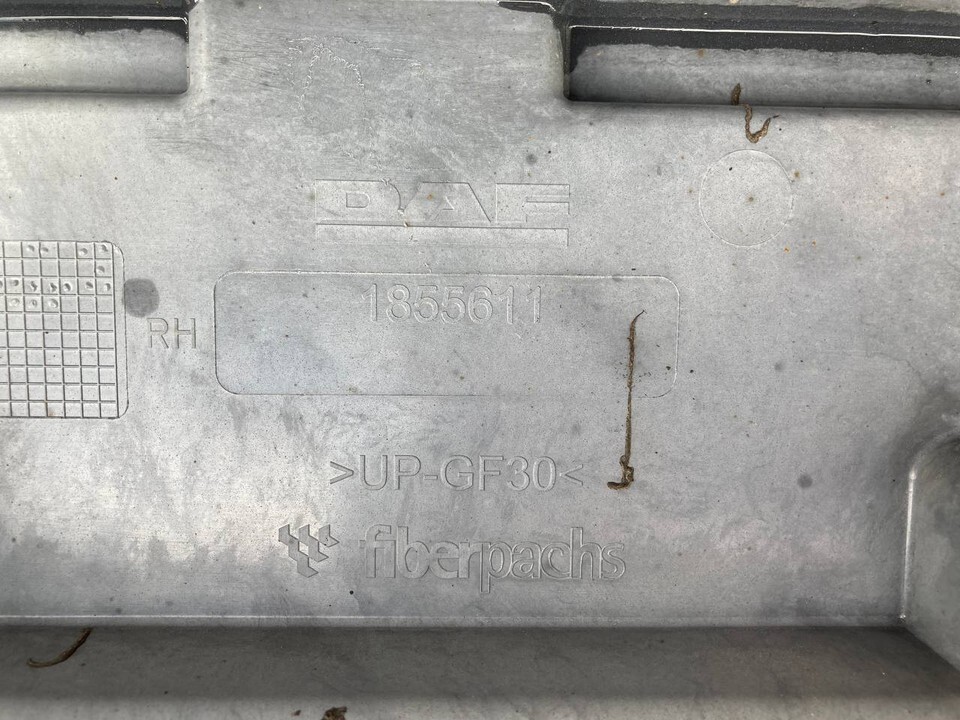 DAF
1855611
RH
>UP-GF30<
fiberpachs